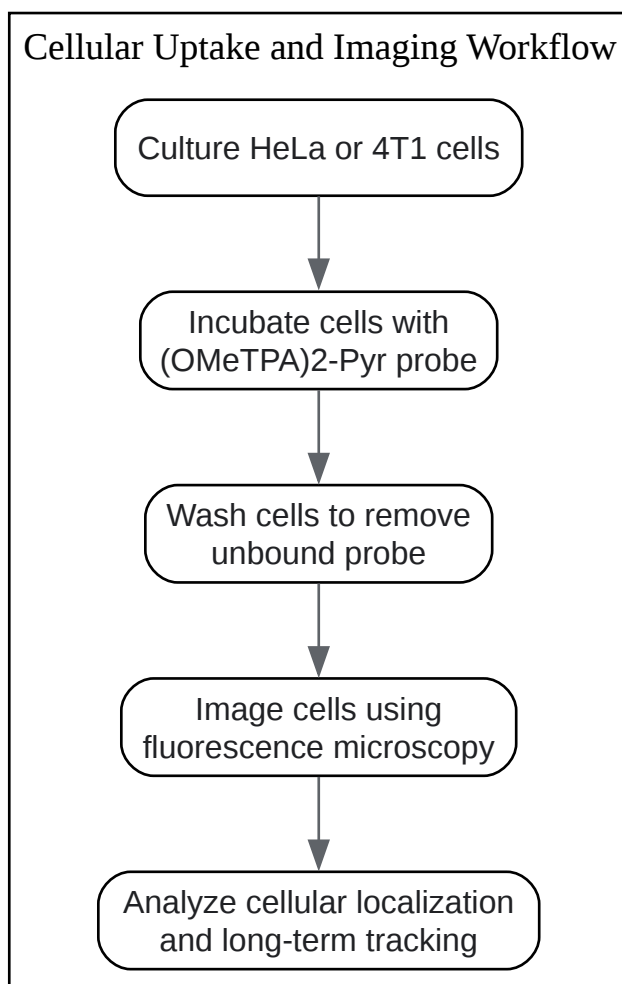 Cellular Uptake and Imaging Workflow
Culture HeLa or 4T1 cells
Incubate cells with
(OMeTPA)2-Pyr probe
Wash cells to remove
unbound probe
Image cells using
fluorescence microscopy
Analyze cellular localization
and long-term tracking